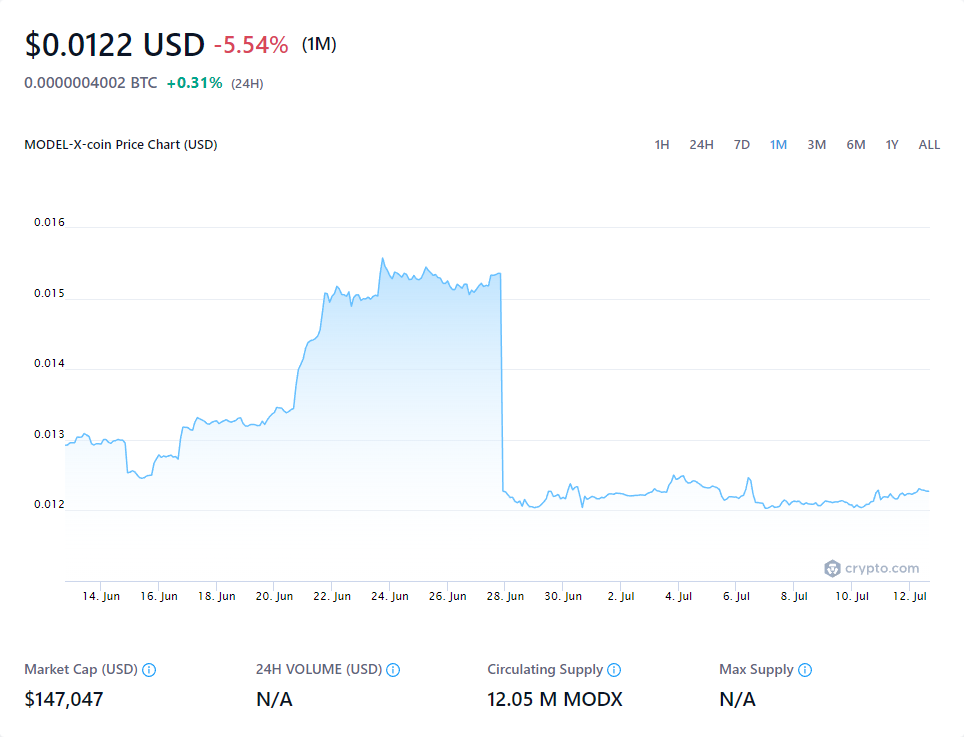 $0.0122 USD -5.54% (1M)
0.0000004002 BTC +0.31% (24H)
MODEL-X-coin Price Chart (USD) 1H 24H 7D 1M 3M 6M 1Y ALL
0.016
0.015
0.014
0.013
0.012
crypto.com
14. Jun 16. Jun 18. Jun 20. Jun 22. Jun 24. Jun 26. Jun 28. Jun 30. Jun 2. Jul 4. Jul 6. Jul 8. Jul 10. Jul 12. Jul
Market Cap (USD) 24H VOLUME (USD) Circulating Supply Max Supply
$147,047 N/A 12.05 M MODX N/A